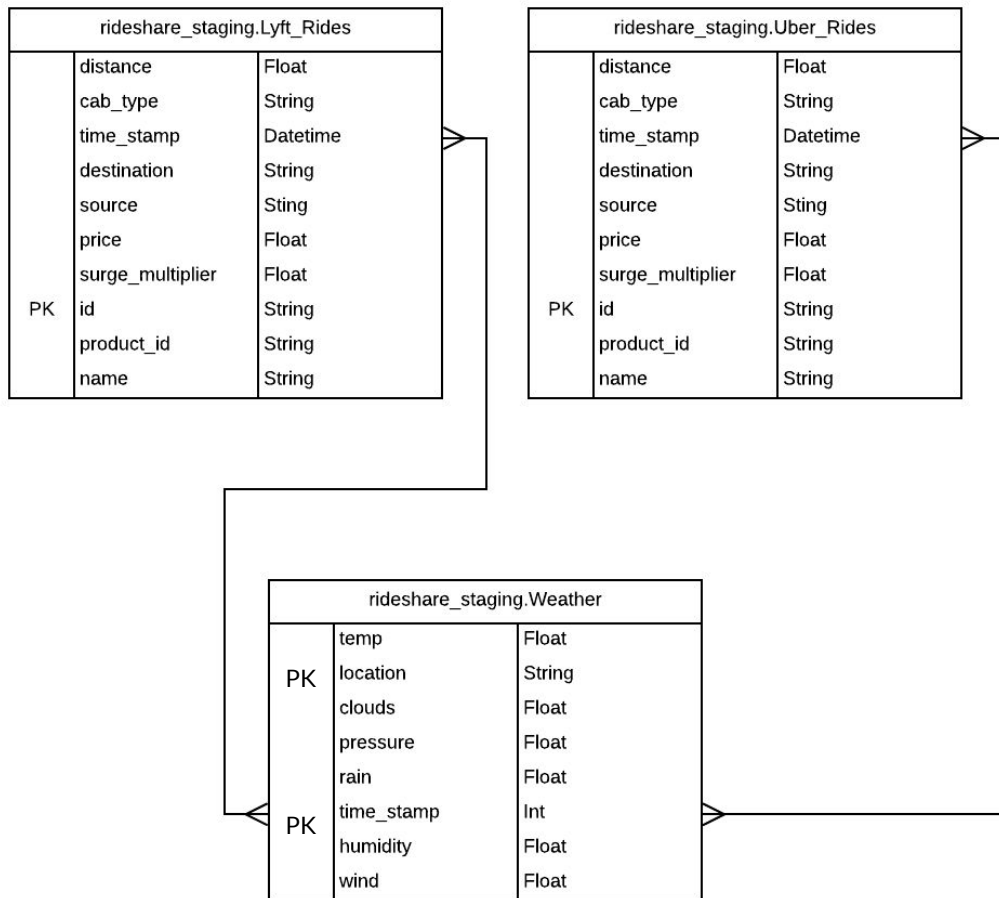 rideshare_staging.Lyft_Rides
distance Float
cab_type String
time_stamp Datetime
destination String
source Sting
price Float
surge_multiplier Float
PK id String
product_id String
name String
rideshare_staging.Uber_Rides
distance Float
cab_type String
time_stamp Datetime
destination String
source Sting
price Float
surge_multiplier Float
PK id String
product_id String
name String
rideshare_staging.Weather
temp Float
PK location String
clouds Float
pressure Float
rain Float
PK time_stamp Int
humidity Float
wind Float